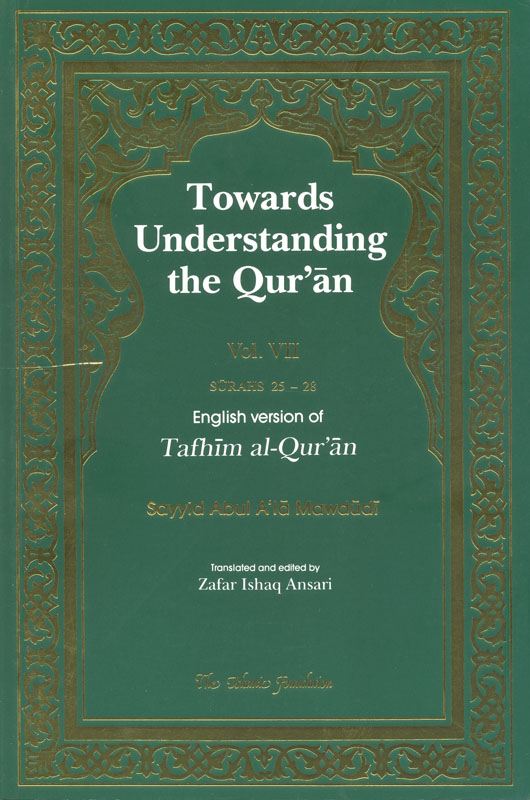 Towards
Understanding
the Qur'ān
Vol. VII
SŪRAHS 25 – 28
English version of
Tafhīm al-Qur'ān
Sayyid Abul A'lā Mawdūdī
Translated and edited by
Zafar Ishaq Ansari
The Islamic Foundation